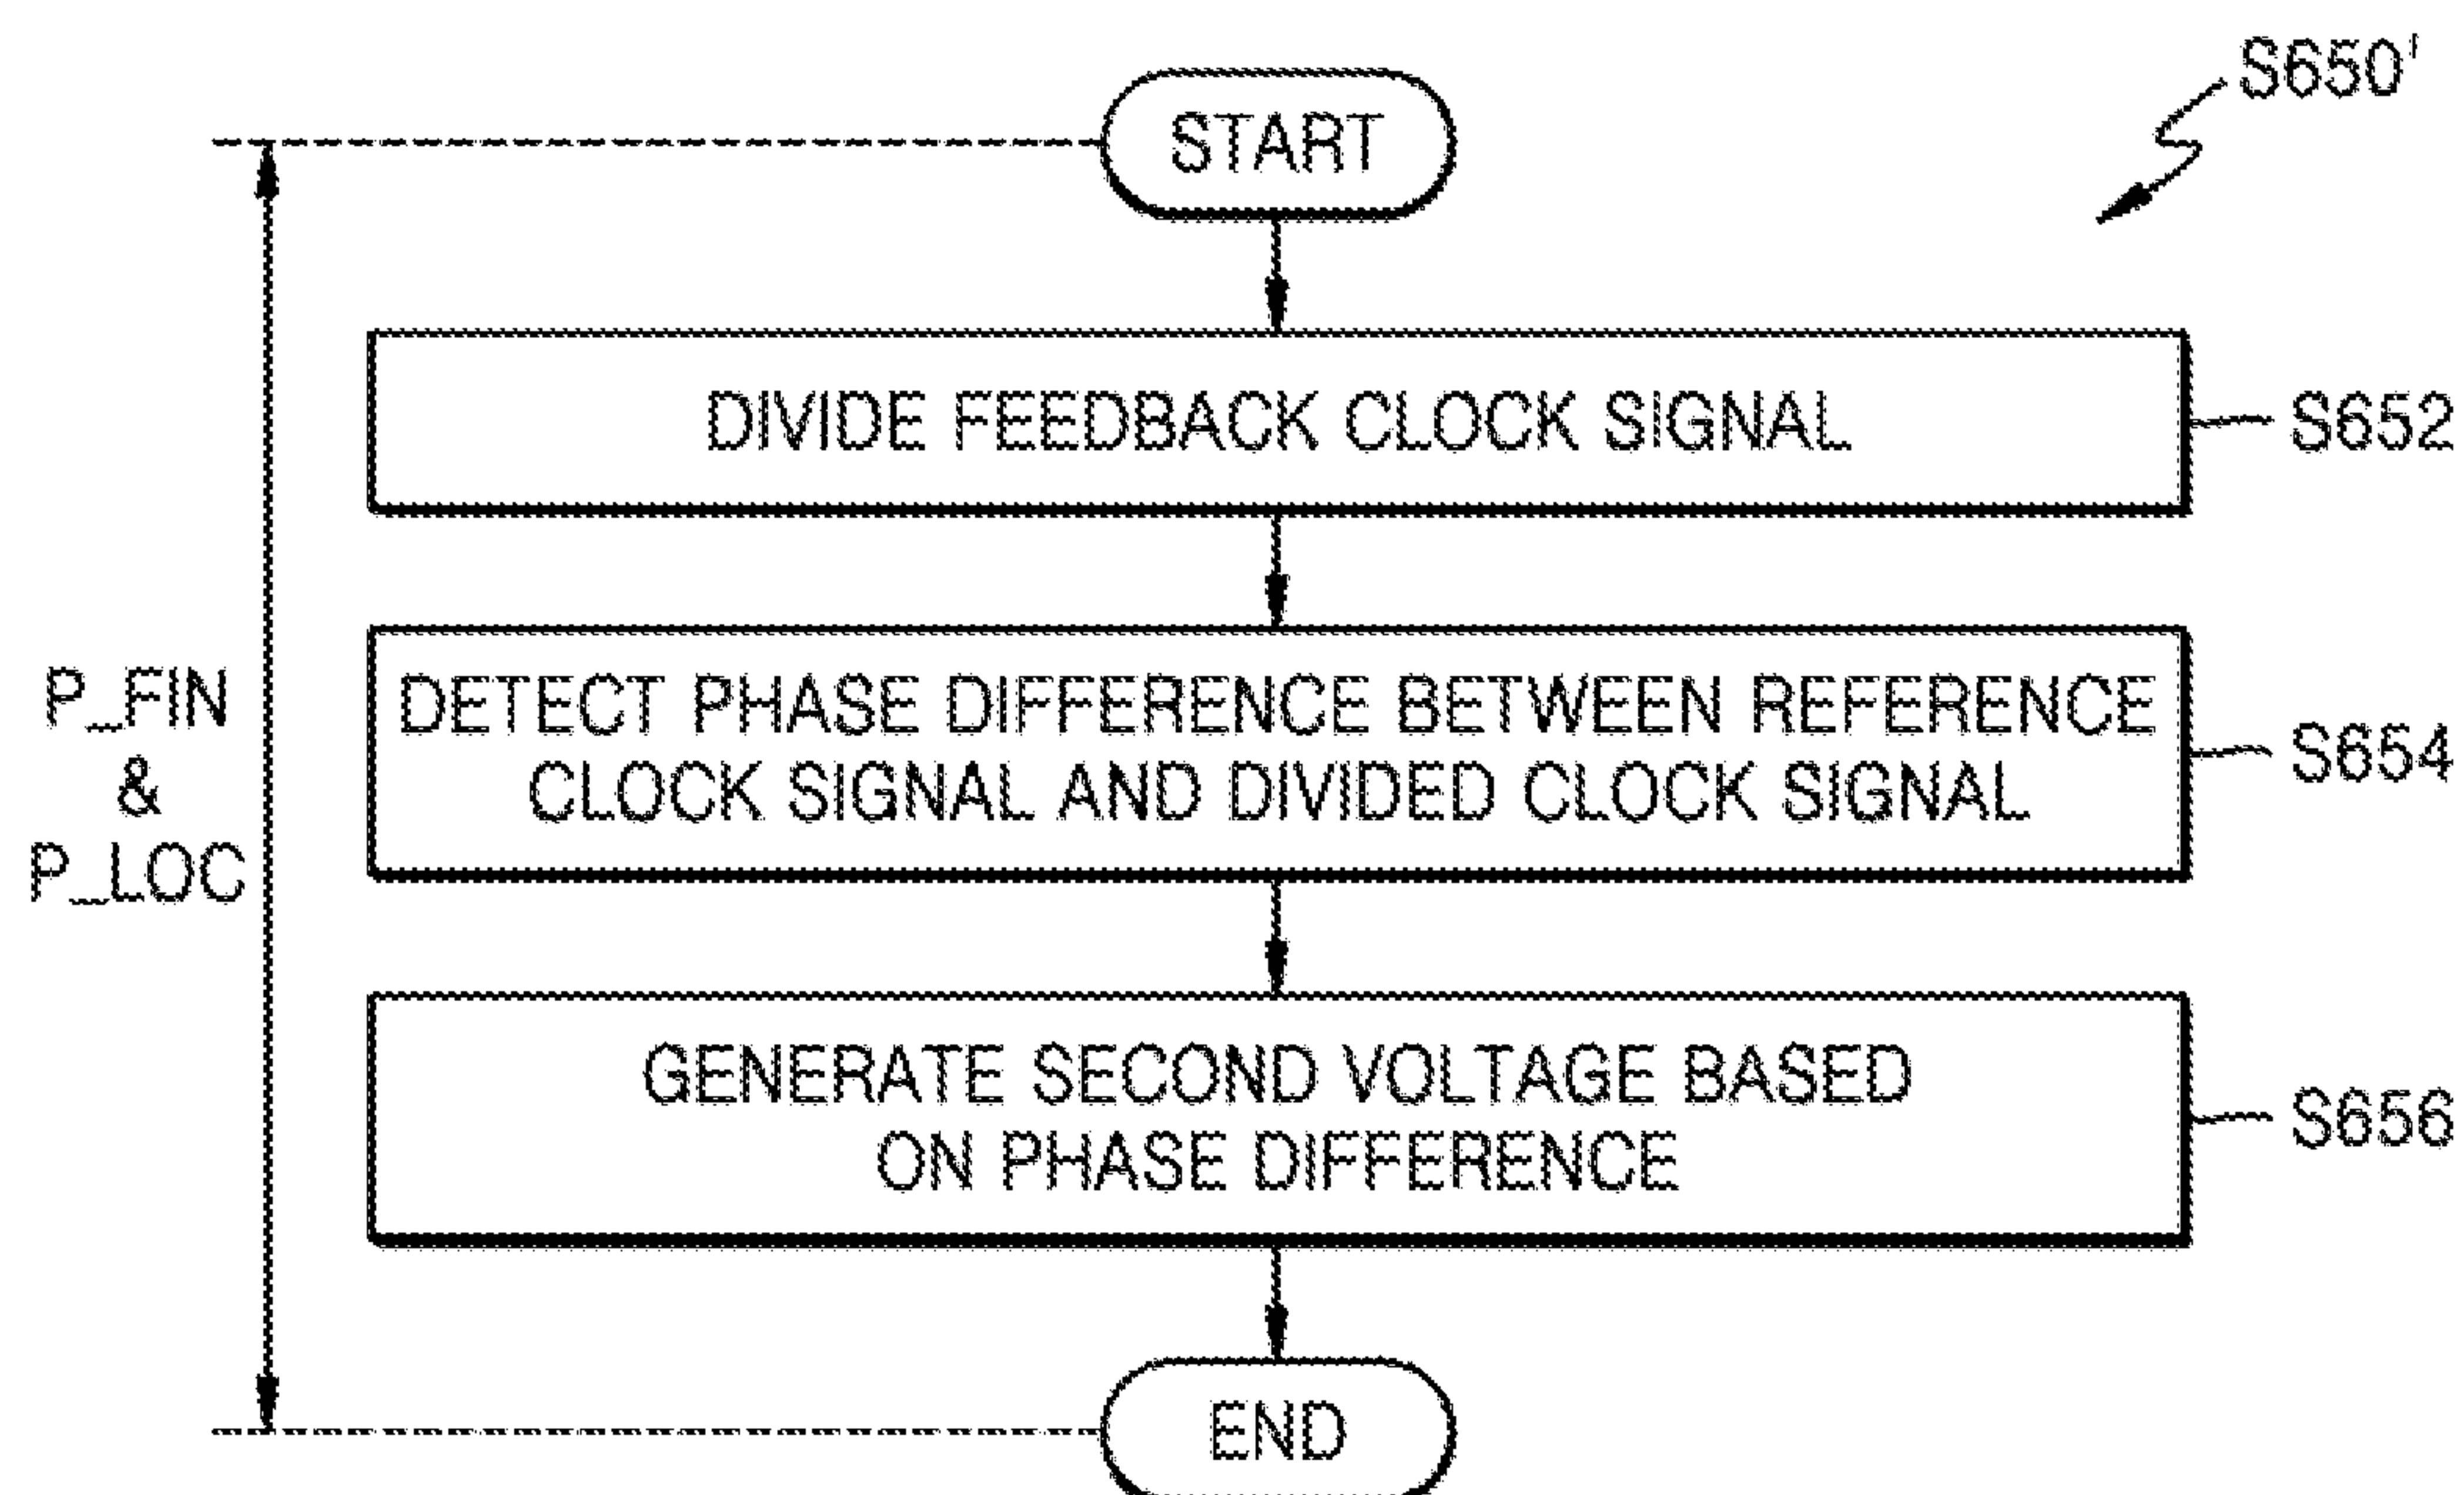 S650'
START
DIVIDE FEEDBACK CLOCK SIGNAL
S652
DETECT PHASE DIFFERENCE BETWEEN REFERENCE
CLOCK SIGNAL AND DIVIDED CLOCK SIGNAL
S654
P_FIN
&
P_LOC
GENERATE SECOND VOLTAGE BASED
ON PHASE DIFFERENCE
S656
END